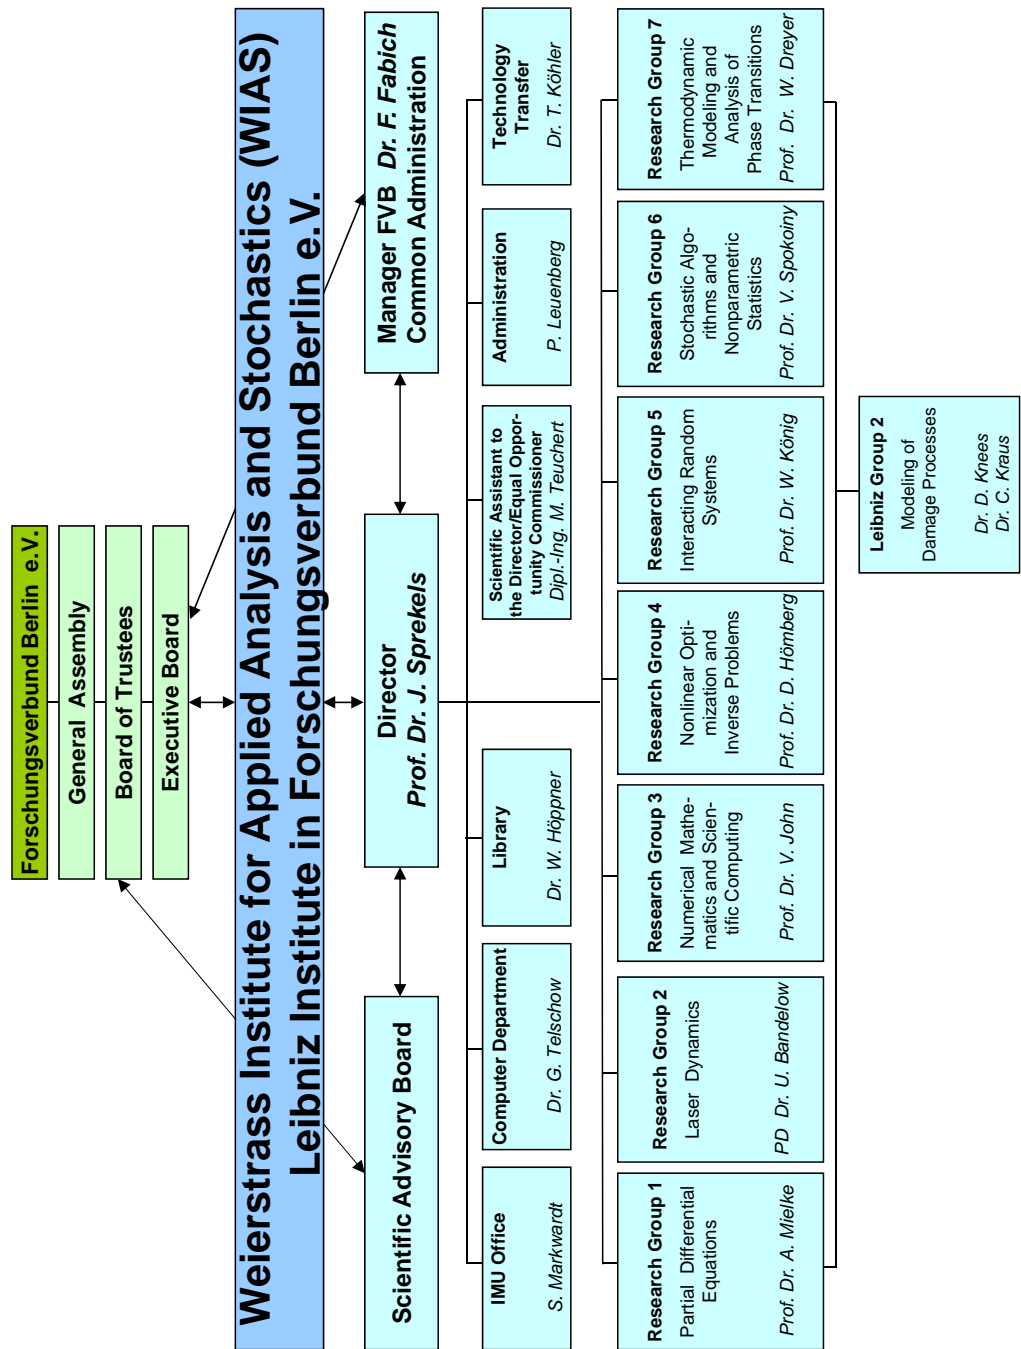 Forschungsverbund Berlin e.V.
General Assembly
Board of Trustees
Executive Board
Weierstrass Institute for Applied Analysis and Stochastics (WIAS)
Leibniz Institute in Forschungsverbund Berlin e.V.
Scientific Advisory Board
Director
Prof. Dr. J. Sprekels
Manager FVB Dr. F. Fabich
Common Administration
IMU Office
S. Markwardt
Computer Department
Dr. G. Telschow
Library
Dr. W. Höppner
Scientific Assistant to
the Director/Equal Oppor-
tunity Commissioner
Dipl.-Ing. M. Teuchert
Administration
P. Leuenberg
Technology
Transfer
Dr. T. Köhler
Research Group 1
Partial Differential
Equations
Prof. Dr. A. Mielke
Research Group 2
Laser Dynamics
PD Dr. U. Bandelow
Research Group 3
Numerical Mathe-
matics and Scien-
tific Computing
Prof. Dr. V. John
Research Group 4
Nonlinear Opti-
mization and
Inverse Problems
Prof. Dr. D. Hömberg
Research Group 5
Interacting Random
Systems
Prof. Dr. W. König
Research Group 6
Stochastic Algo-
rithms and
Nonparametric
Statistics
Prof. Dr. V. Spokoiny
Research Group 7
Thermodynamic
Modeling and
Analysis of
Phase Transitions
Prof. Dr. W. Dreyer
Leibniz Group 2
Modeling of
Damage Processes
Dr. D. Knees
Dr. C. Kraus